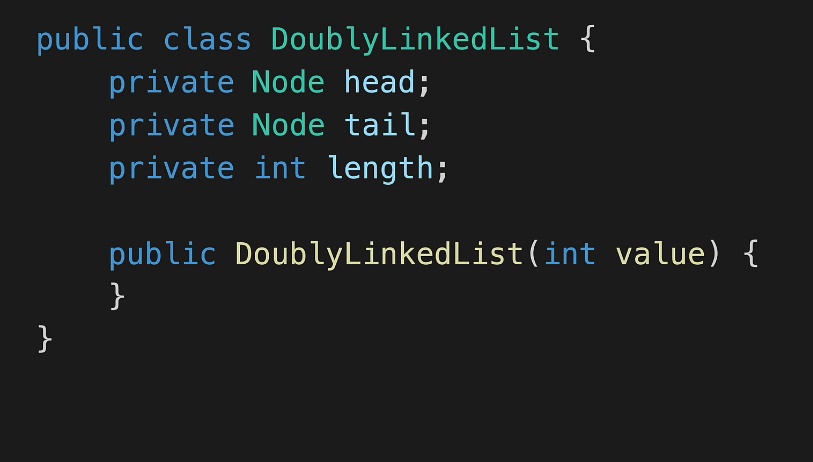 public class DoublyLinkedList {
    private Node head;
    private Node tail;
    private int length;

    public DoublyLinkedList(int value) {
    }
}